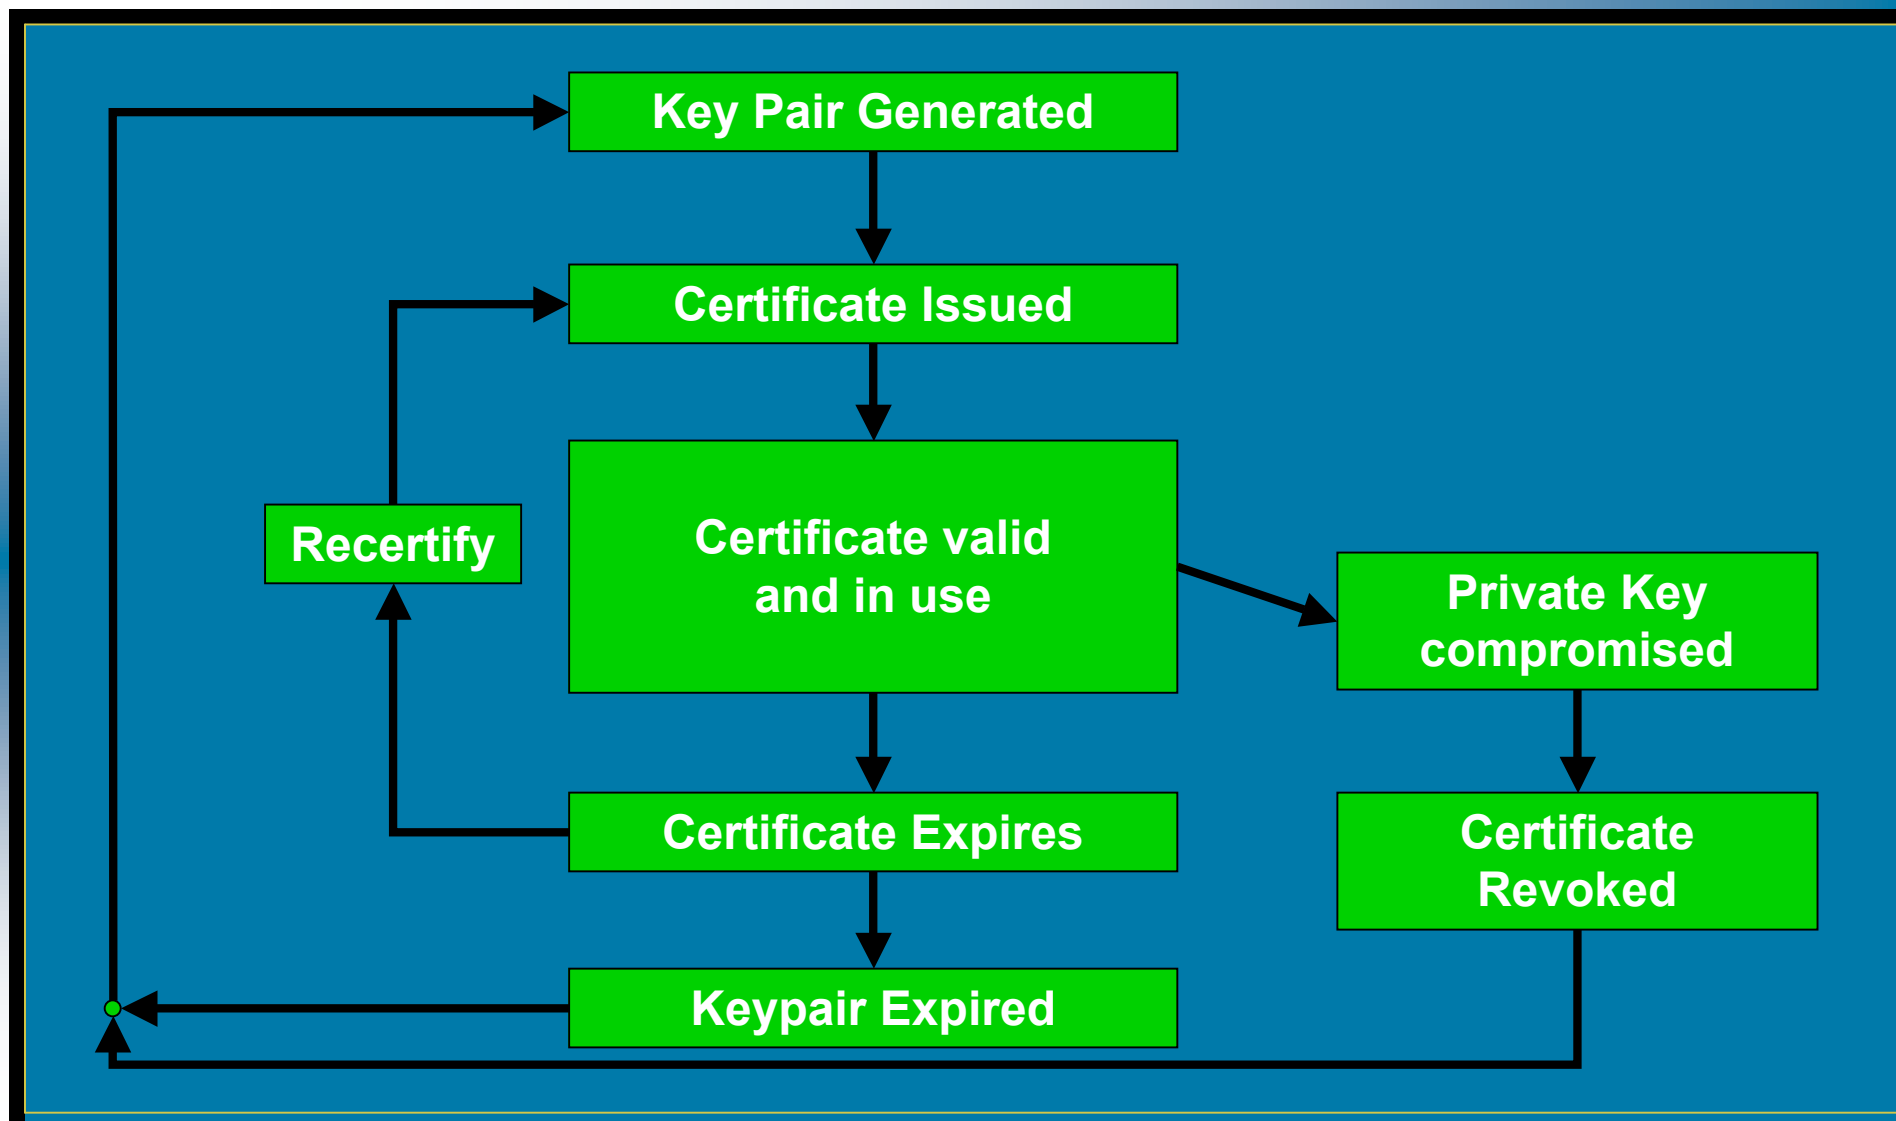 Key Pair Generated
Certificate Issued
Recertify
Certificate valid
and in use
Private Key
compromised
Certificate Expires
Certificate
Revoked
Keypair Expired